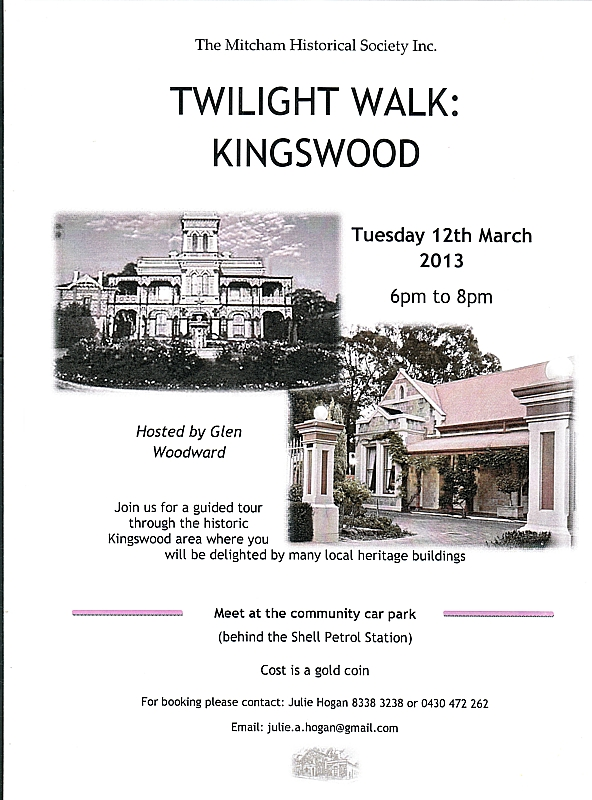 The Mitcham Historical Society Inc.
TWILIGHT WALK:
KINGSWOOD
Tuesday 12th March
2013
6pm to 8pm
Hosted by Glen
Woodward
Join us for a guided tour
through the historic
Kingswood area where you
will be delighted by many local heritage buildings
Meet at the community car park
(behind the Shell Petrol Station)
Cost is a gold coin
For booking please contact: Julie Hogan 8338 3238 or 0430 472 262
Email: julie.a.hogan@gmail.com